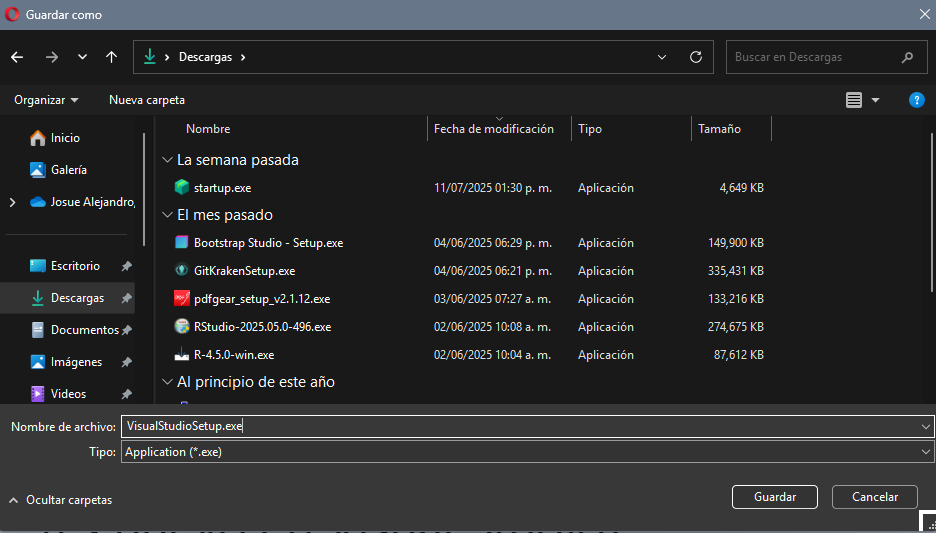 Guardar como
Descargas
Buscar en Descargas
Organizar
Nueva carpeta
Inicio
Galería
Josue Alejandro,
Escritorio
Descargas
Documentos
Imágenes
Videos
Nombre Fecha de modificación Tipo Tamaño
La semana pasada
startup.exe 11/07/2025 01:30 p. m. Aplicación 4,649 KB
El mes pasado
Bootstrap Studio - Setup.exe 04/06/2025 06:29 p. m. Aplicación 149,900 KB
GitKrakenSetup.exe 04/06/2025 06:21 p. m. Aplicación 335,431 KB
pdfgear_setup_v2.1.12.exe 03/06/2025 07:27 a. m. Aplicación 133,216 KB
RStudio-2025.05.0-496.exe 02/06/2025 10:08 a. m. Aplicación 274,675 KB
R-4.5.0-win.exe 02/06/2025 10:04 a. m. Aplicación 87,612 KB
Al principio de este año
Nombre de archivo: VisualStudioSetup.exe
Tipo: Application (*.exe)
Ocultar carpetas
Guardar
Cancelar